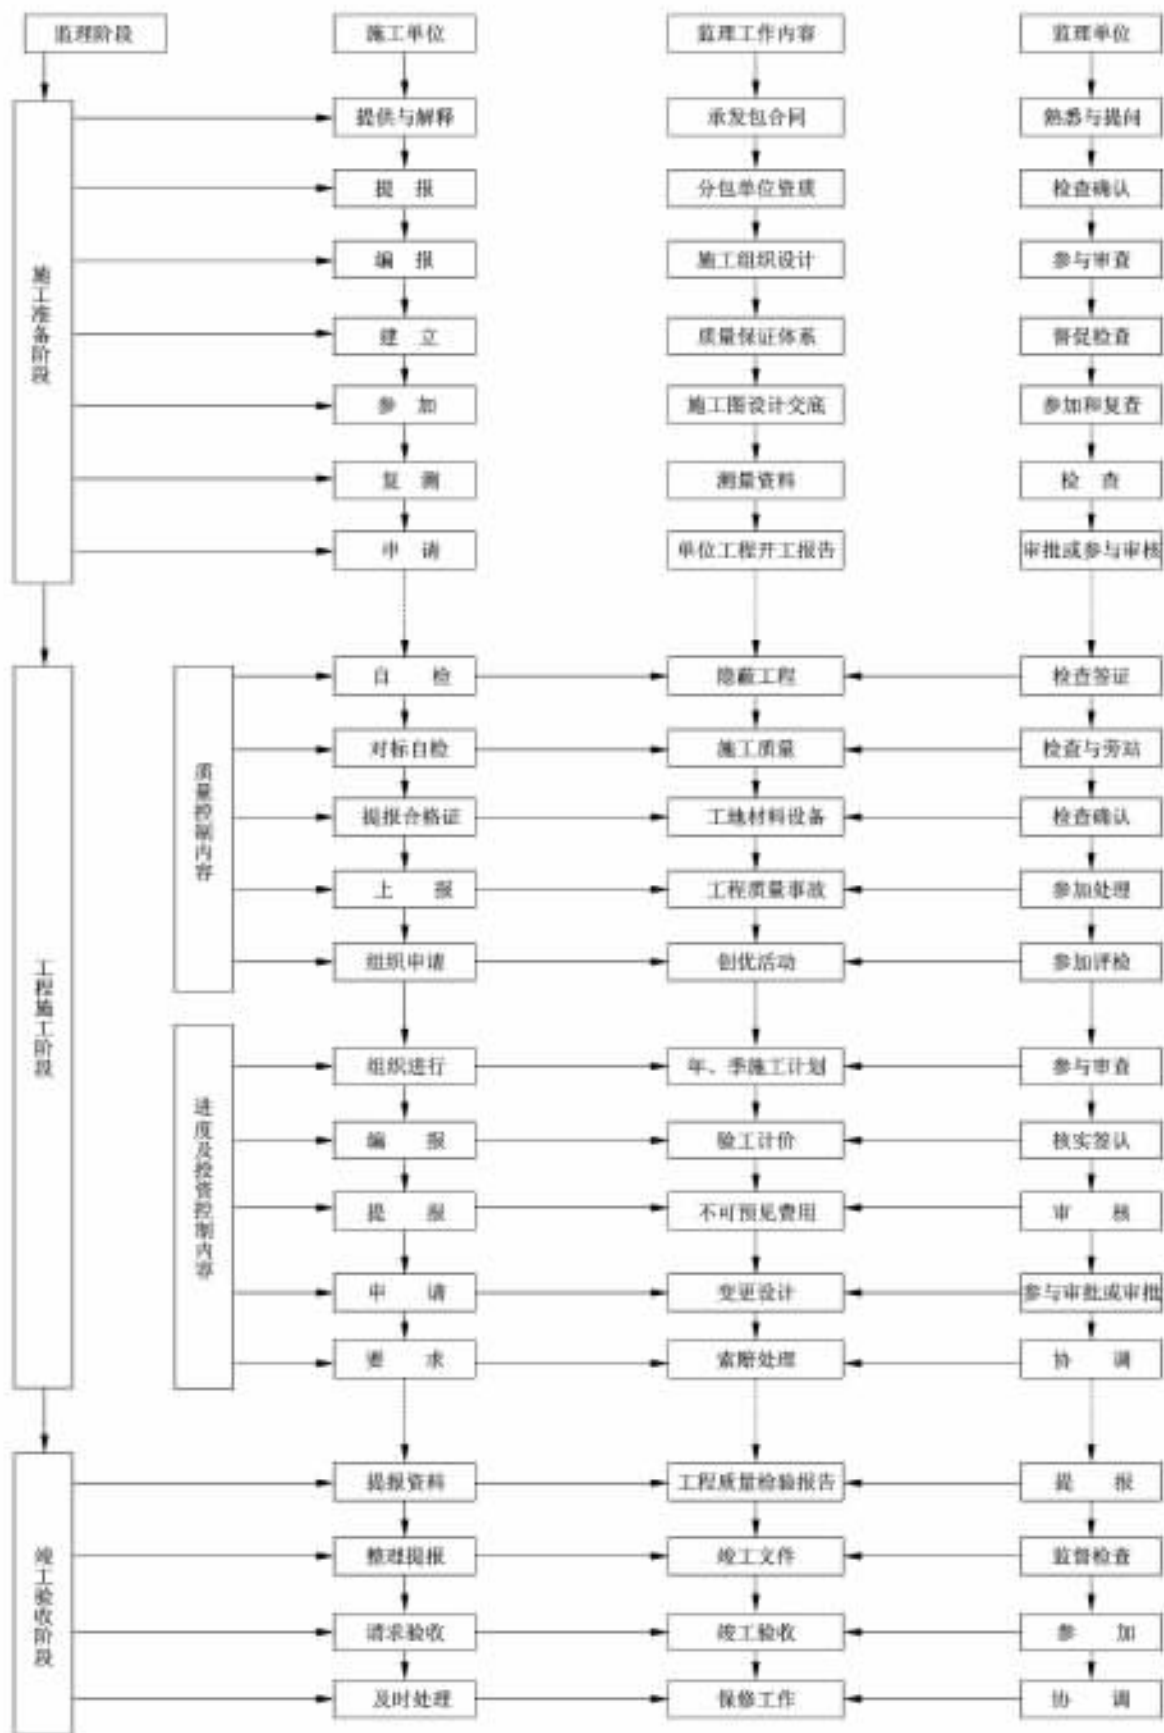 监理阶段 施工单位 监理工作内容 监理单位
提供与解释 承发包合同 熟悉与提问
提 报 分包单位资质 检查确认
编 报 施工组织设计 参与审查
施工准备阶段
建 立 质量保证体系 督促检查
参 加 施工图设计交底 参加和复查
复 测 测量资料 检 查
申 请 单位工程开工报告 审批或参与审核
自 检 隐蔽工程 检查签证
对标自检 施工质量 检查与旁站
质量控制内容
提报合格证 工地材料设备 检查确认
上 报 工程质量事故 参加处理
组织申请 创优活动 参加评检
工程施工阶段
组织进行 年、季施工计划 参与审查
编 报 验工计价 核实签认
进度及投资控制内容
提 报 不可预见费用 审 核
申 请 变更设计 参与审批或审批
要 求 索赔处理 协 调
提报资料 工程质量检验报告 提 报
整理提报 竣工文件 监督检查
竣工验收阶段
请求验收 竣工验收 参 加
及时处理 保修工作 协 调